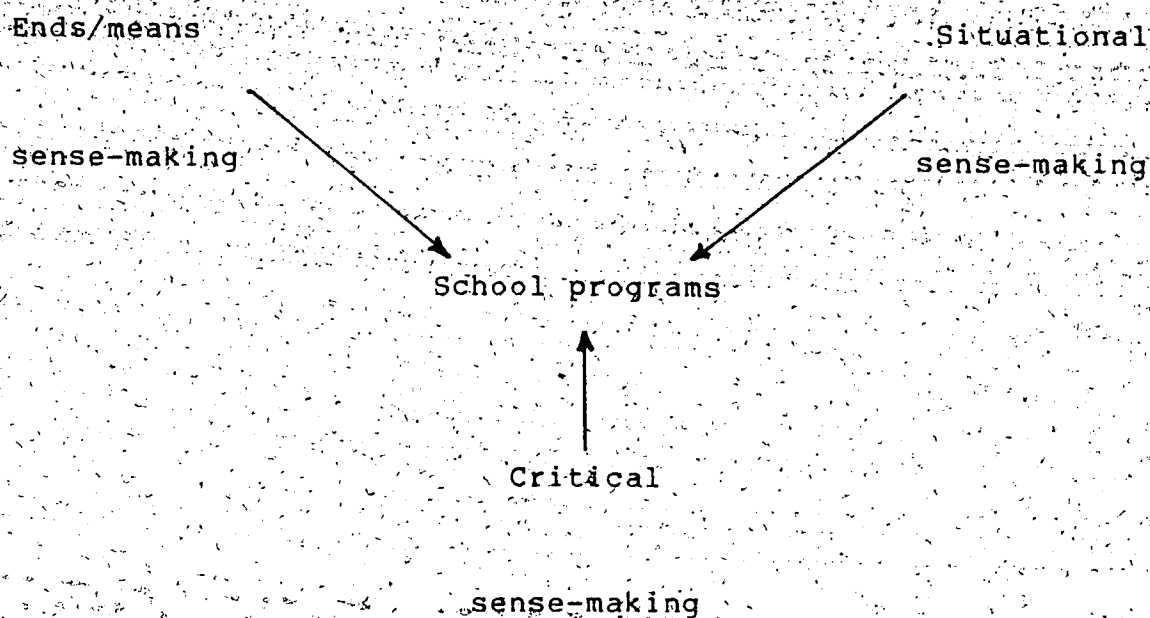 Ends/means
Situational
sense-making
sense-making
School programs
Critical
sense-making